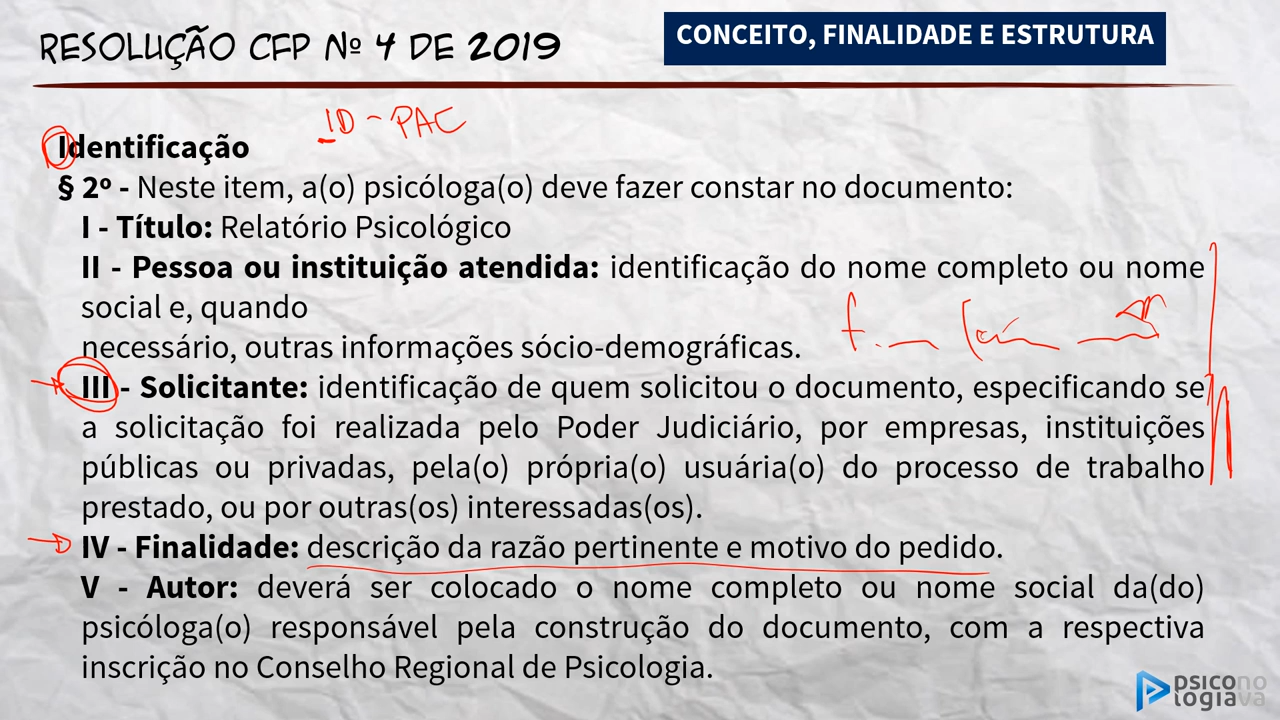 RESOLUÇÃO CFP Nº 4 DE 2019
CONCEITO, FINALIDADE E ESTRUTURA
ID - PAC
Identificação
§ 2º - Neste item, a(o) psicóloga(o) deve fazer constar no documento:
I - Título: Relatório Psicológico
II - Pessoa ou instituição atendida: identificação do nome completo ou nome
social e, quando
necessário, outras informações sócio-demográficas.
III - Solicitante: identificação de quem solicitou o documento, especificando se
a solicitação foi realizada pelo Poder Judiciário, por empresas, instituições
públicas ou privadas, pela(o) própria(o) usuária(o) do processo de trabalho
prestado, ou por outras(os) interessadas(os).
IV - Finalidade: descrição da razão pertinente e motivo do pedido.
V - Autor: deverá ser colocado o nome completo ou nome social da(do)
psicóloga(o) responsável pela construção do documento, com a respectiva
inscrição no Conselho Regional de Psicologia.
psicono
logiava